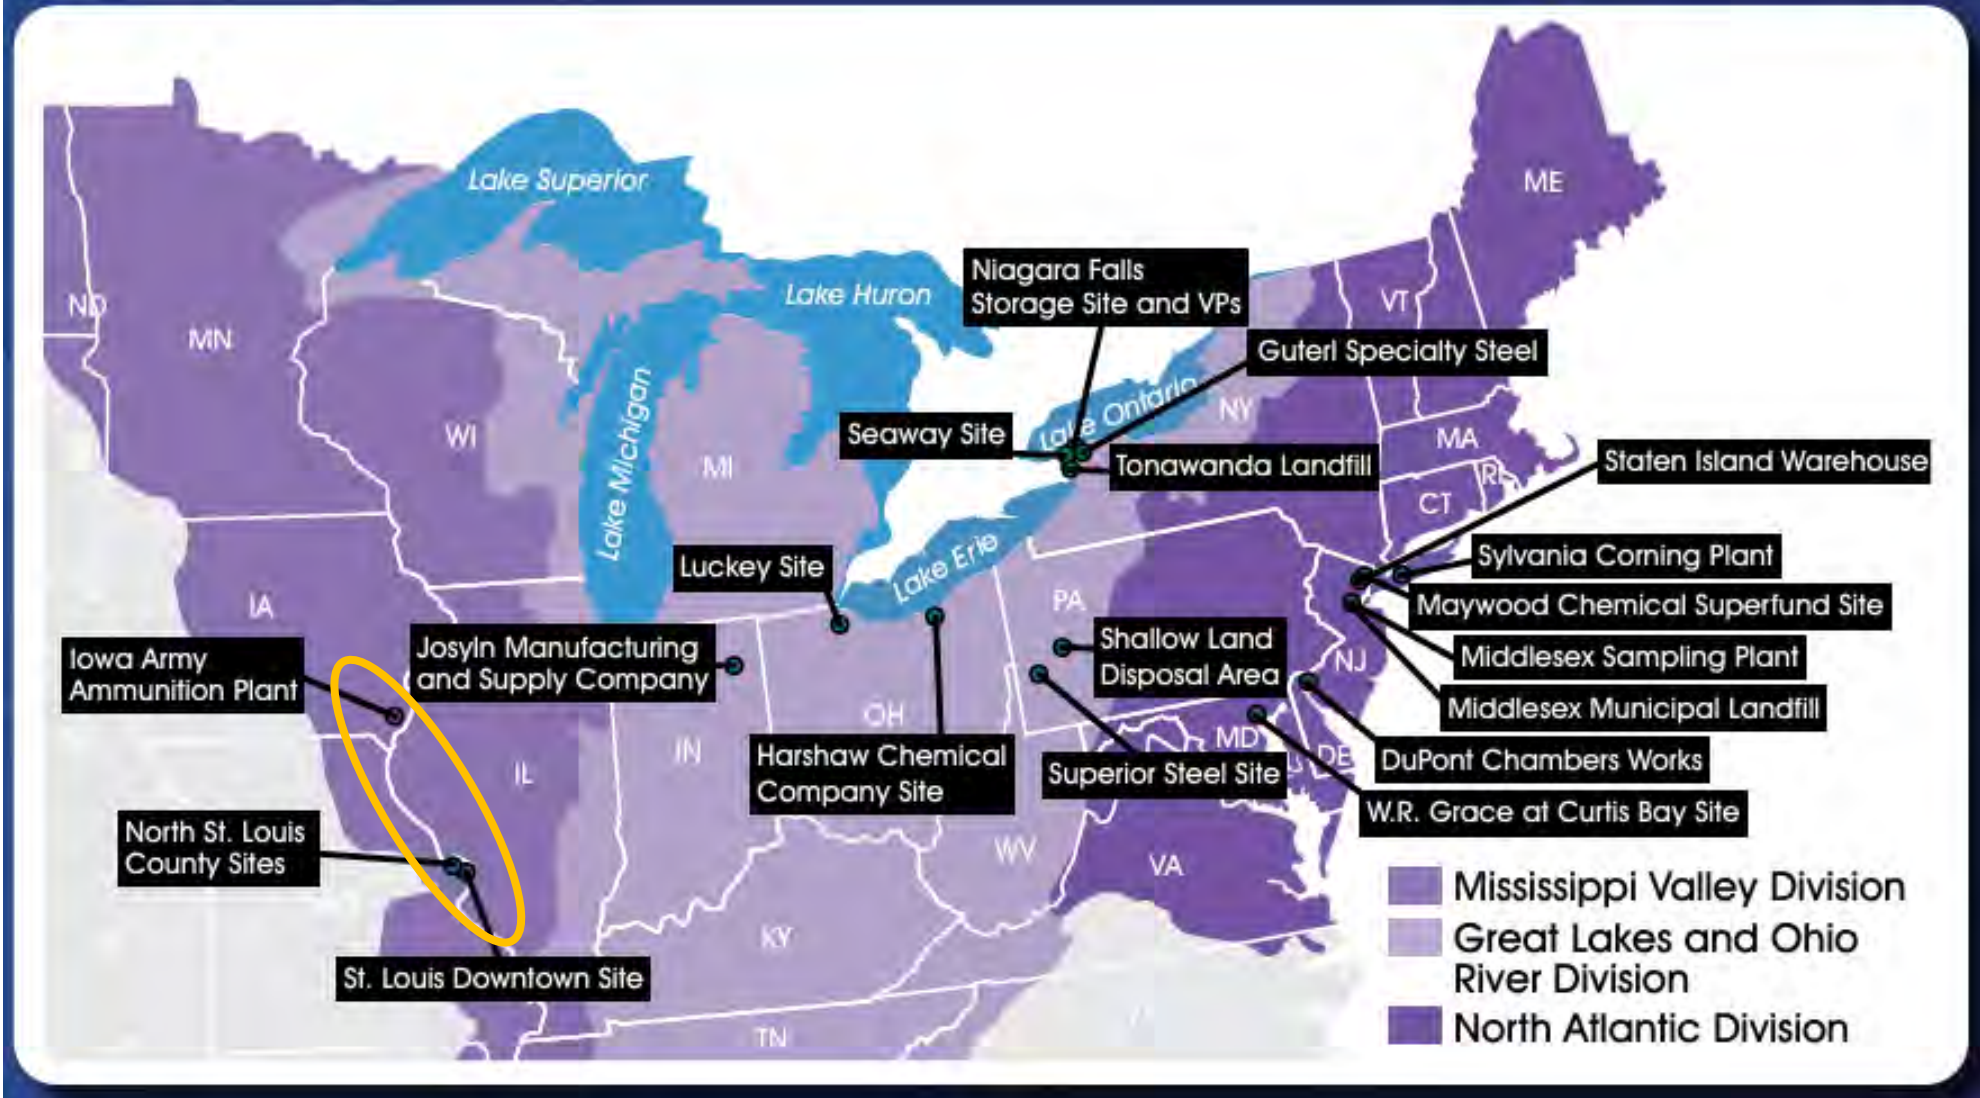 Lake Superior
ME
Niagara Falls
Storage Site and VPs
Lake Huron
ND
VT
MN
Guterl Specialty Steel
Lake Michigan
Lake Ontario
NY
WI
Seaway Site
MA
MI
Tonawanda Landfill
Staten Island Warehouse
RI
CT
Lake Erie
Sylvania Corning Plant
Luckey Site
IA
PA
Maywood Chemical Superfund Site
Iowa Army
Ammunition Plant
Josyln Manufacturing
and Supply Company
Shallow Land
Disposal Area
NJ
Middlesex Sampling Plant
Middlesex Municipal Landfill
OH
IN
Harshaw Chemical
Company Site
MD
DE
DuPont Chambers Works
IL
Superior Steel Site
W.R. Grace at Curtis Bay Site
North St. Louis
County Sites
WV
VA
KY
St. Louis Downtown Site
TN
Mississippi Valley Division
Great Lakes and Ohio
River Division
North Atlantic Division